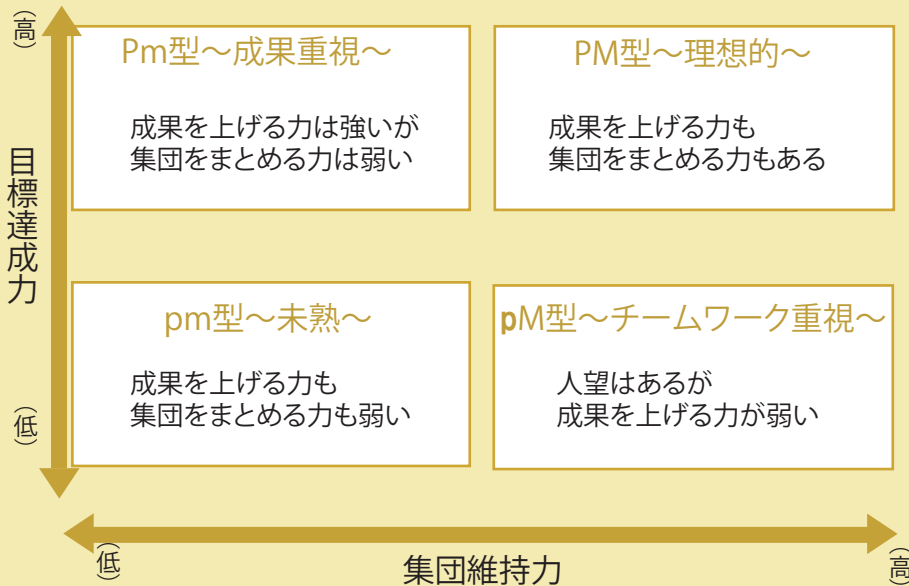 (高)
目標達成力
(低)
Pm型～成果重視～
成果を上げる力は強いが
集団をまとめる力は弱い
PM型～理想的～
成果を上げる力も
集団をまとめる力もある
pm型～未熟～
成果を上げる力も
集団をまとめる力も弱い
pM型～チームワーク重視～
人望はあるが
成果を上げる力が弱い
(低)
集団維持力
(高)